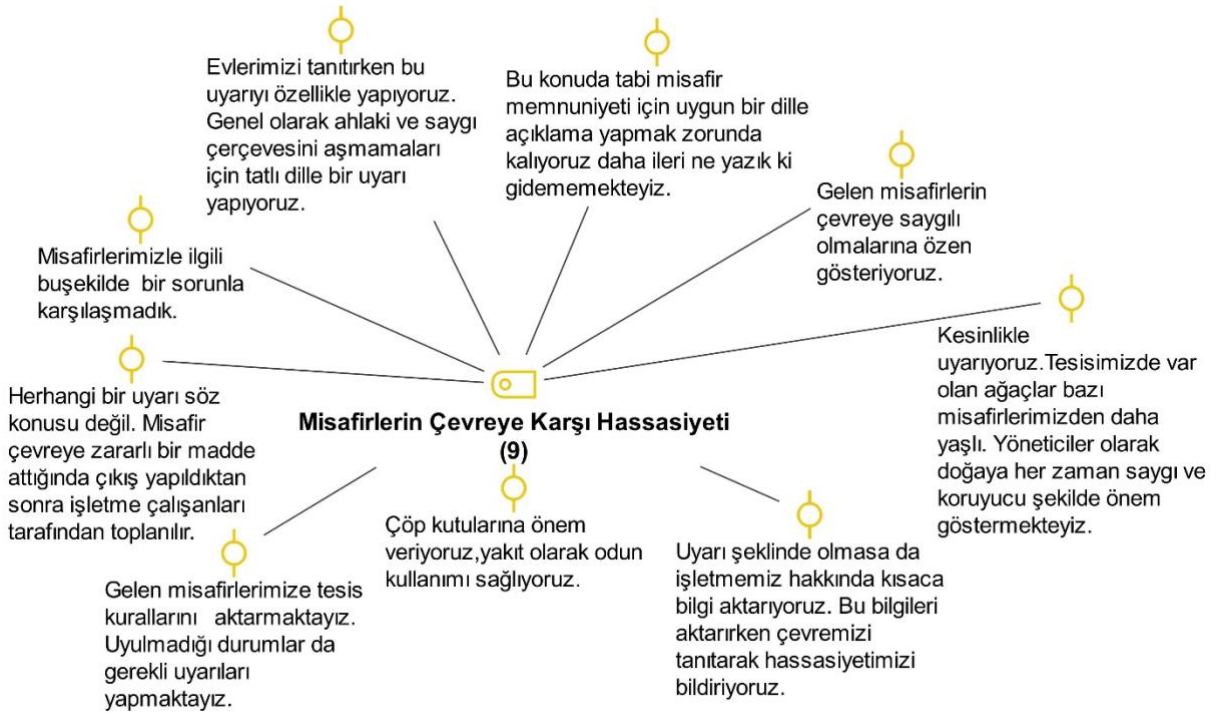 Evlerimizi tanıtırken bu
uyarıyı özellikle yapıyoruz.
Genel olarak ahlaki ve saygı
çerçevesini aşmamaları
için tatlı dille bir uyarı
yapıyoruz.
Bu konuda tabi misafir
memnuniyeti için uygun bir dille
açıklama yapmak zorunda
kalıyoruz daha ileri ne yazık ki
gidememekteyiz.
Gelen misafirlerin
çevreye saygılı
olmalarına özen
gösteriyoruz.
Misafirlerimizle ilgili
buşekilde bir sorunla
karşılaşmadık.
Kesinlikle
uyarıyoruz.Tesisimizde var
olan ağaçlar bazı
misafirlerimizden daha
yaşlı. Yöneticiler olarak
doğaya her zaman saygı ve
koruyucu şekilde önem
göstermekteyiz.
Herhangi bir uyarı söz
konusu değil. Misafir
çevreye zararlı bir madde
attığında çıkış yapıldıktan
sonra işletme çalışanları
tarafından toplanılır.
Misafirlerin Çevreye Karşı Hassasiyeti
(9)
Gelen misafirlerimize tesis
kurallarını aktarmaktayız.
Uyulmadığı durumlar da
gerekli uyarıları
yapmaktayız.
Çöp kutularına önem
veriyoruz,yakıt olarak odun
kullanımı sağlıyoruz.
Uyarı şeklinde olmasa da
işletmemiz hakkında kısaca
bilgi aktarıyoruz. Bu bilgileri
aktarırken çevremizi
tanıtarak hassasiyetimizi
bildiriyoruz.